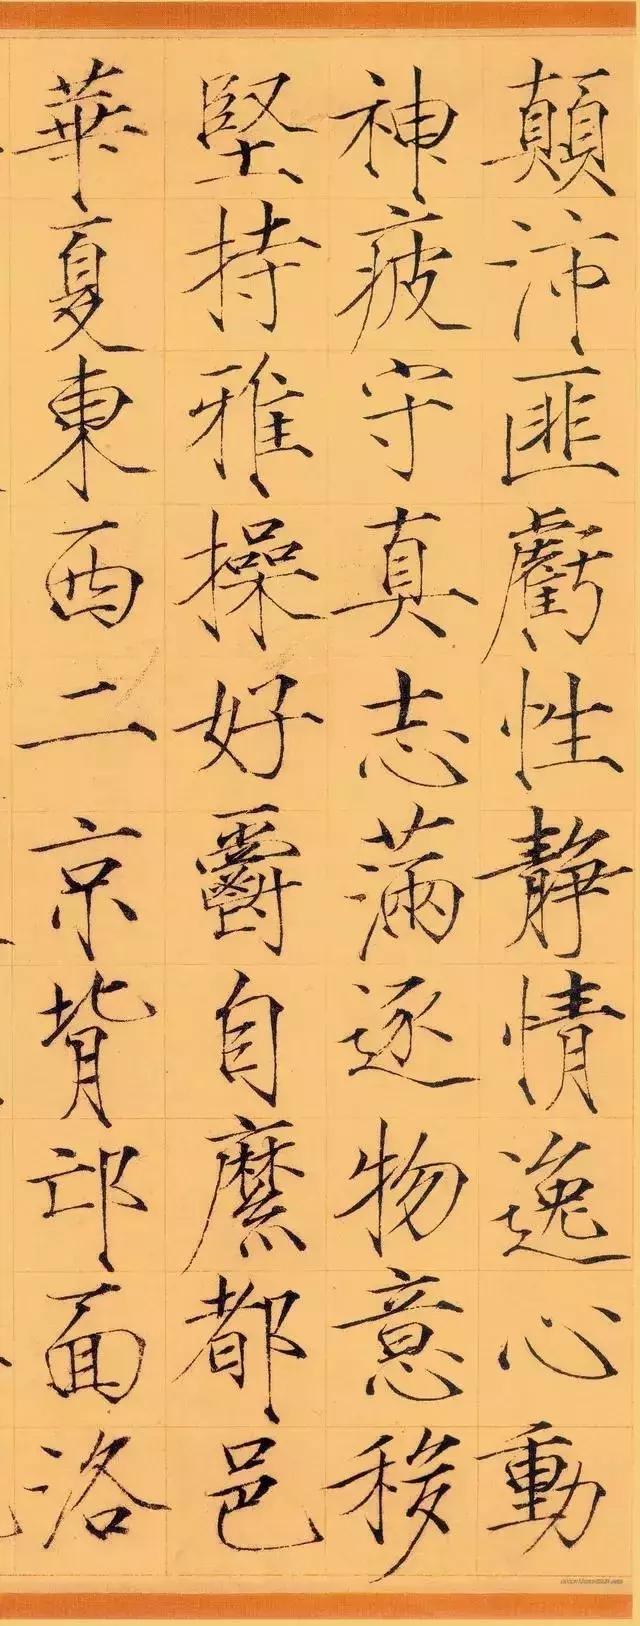 顛沛匪虧性靜情逸心動
神疲守真志滿逐物意移
堅持雅操好爵自縻都邑
華夏東西二京背邙面洛